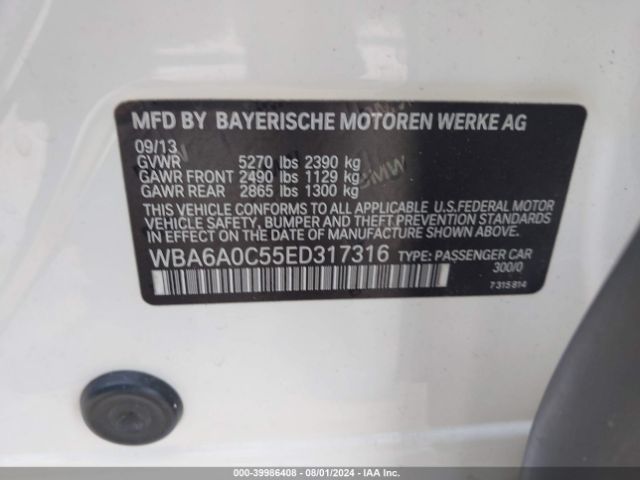 MFD BY BAYERISCHE MOTOREN WERKE AG
09/13
GVWR 5270 lbs 2390 kg
GAWR FRONT 2490 lbs 1129 kg
GAWR REAR 2865 lbs 1300 kg
THIS VEHICLE CONFORMS TO ALL APPLICABLE U.S.FEDERAL MOTOR
VEHICLE SAFETY, BUMPER, AND THEFT PREVENTION STANDARDS
IN EFFECT ON THE DATE OF MANUFACTURE SHOWN ABOVE.
WBA6A0C55ED317316 TYPE: PASSENGER CAR
300/0
7315814
000-39986408 - 08/01/2024 - IAA Inc.